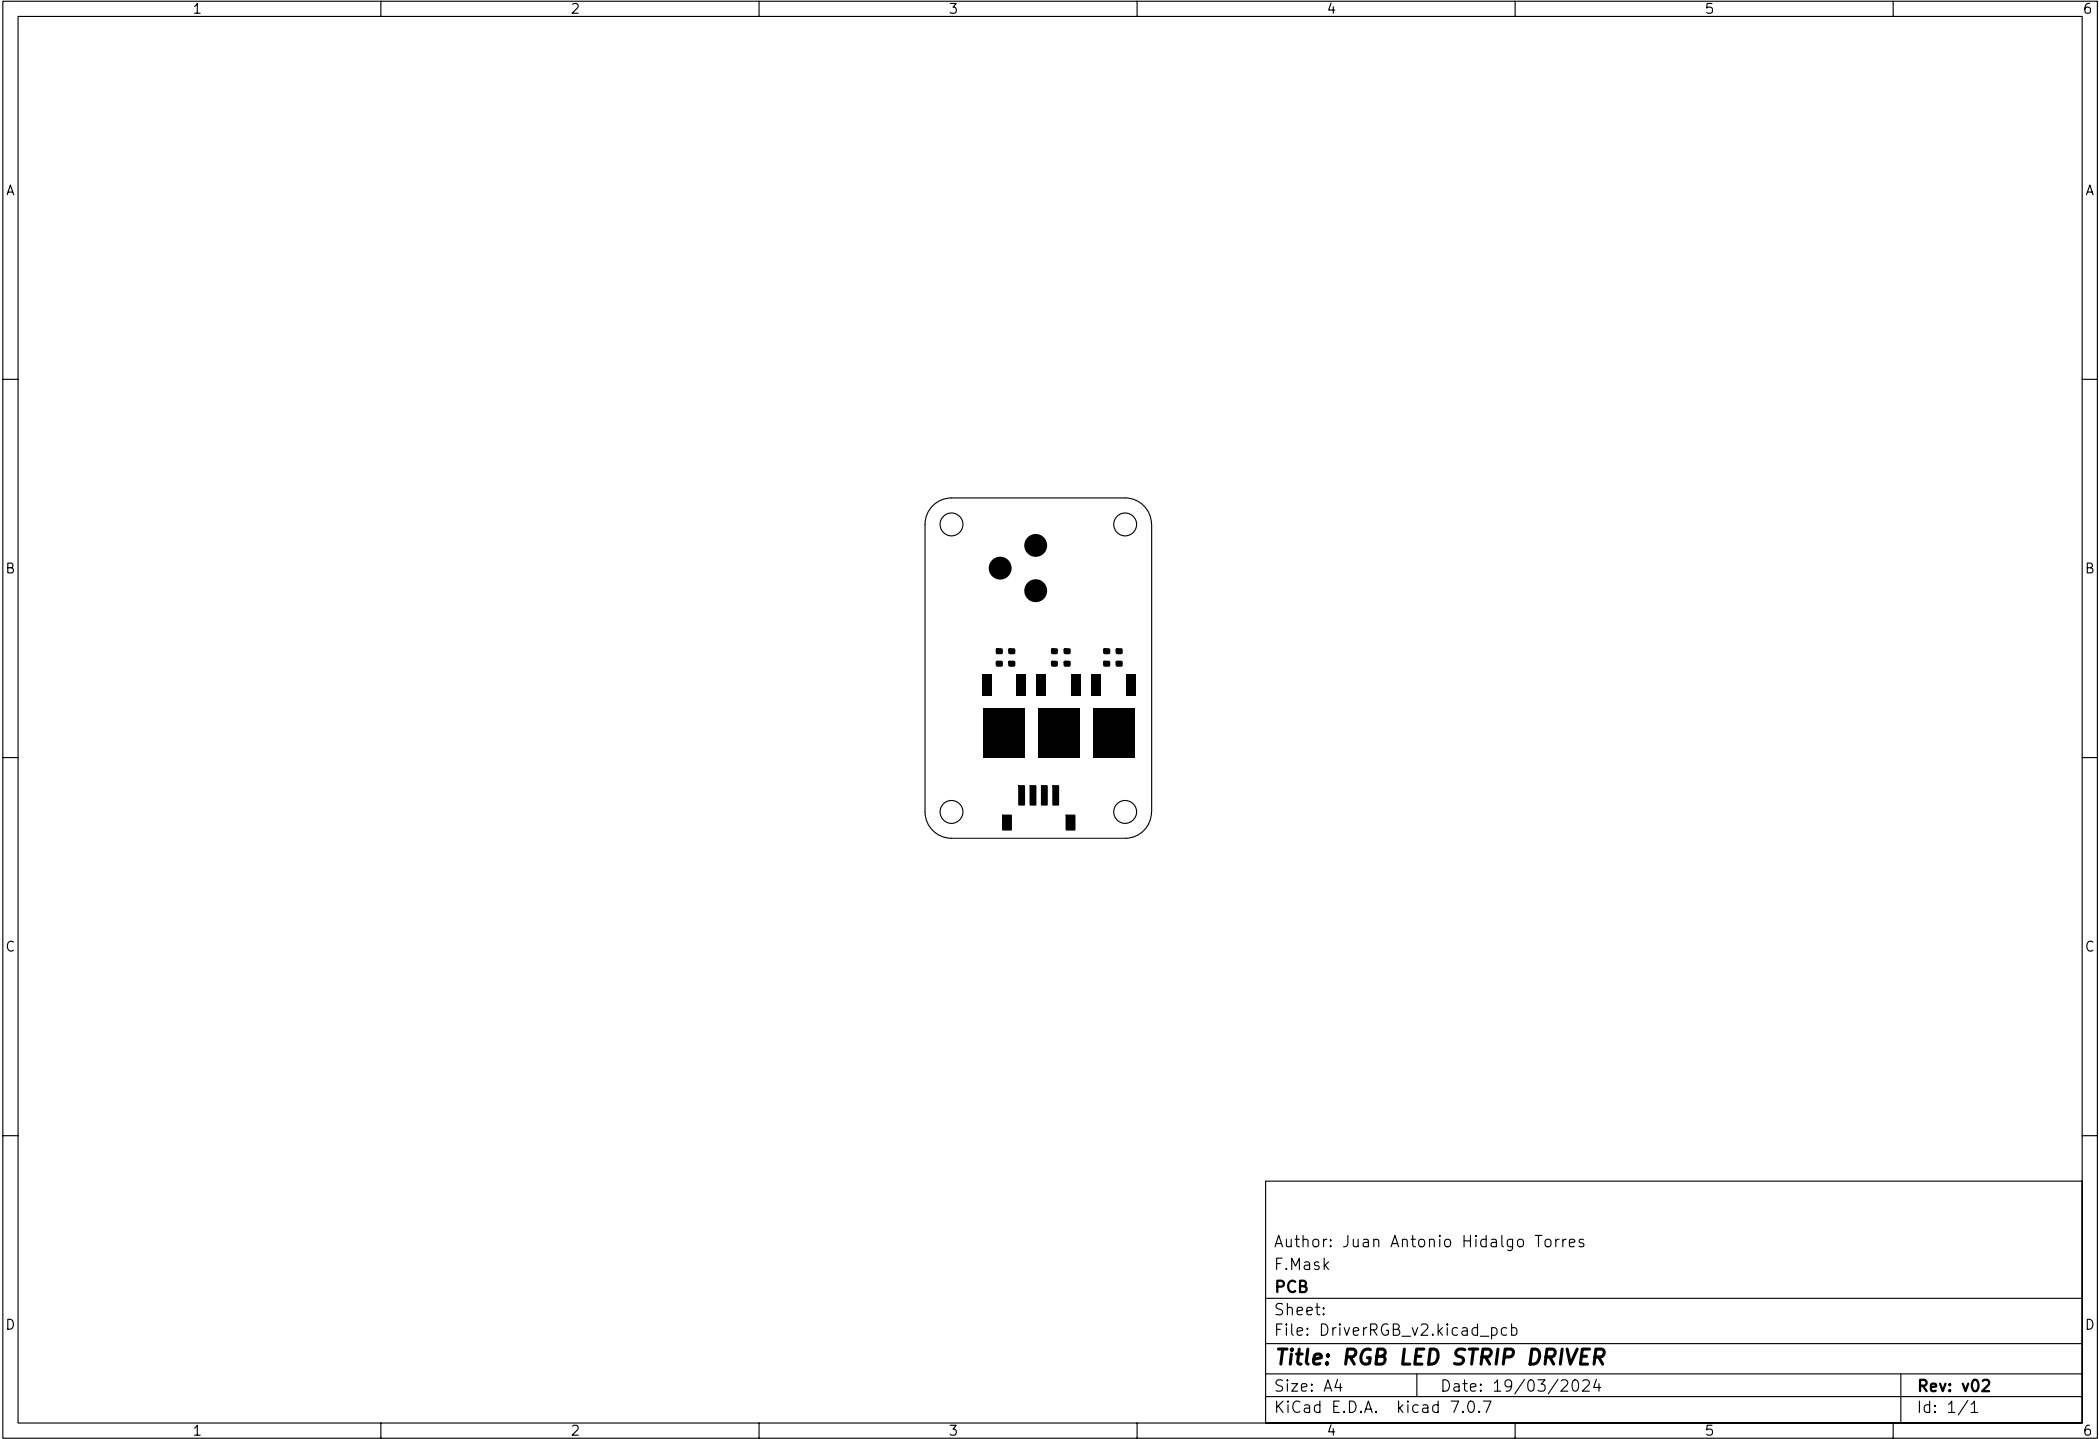 1 2 3 4 5 6
A A
B B
C C
D D
Author: Juan Antonio Hidalgo Torres
F.Mask
PCB
Sheet:
File: DriverRGB_v2.kicad_pcb
Title: RGB LED STRIP DRIVER
Size: A4 Date: 19/03/2024 Rev: v02
KiCad E.D.A. kicad 7.0.7 Id: 1/1
1 2 3 4 5 6